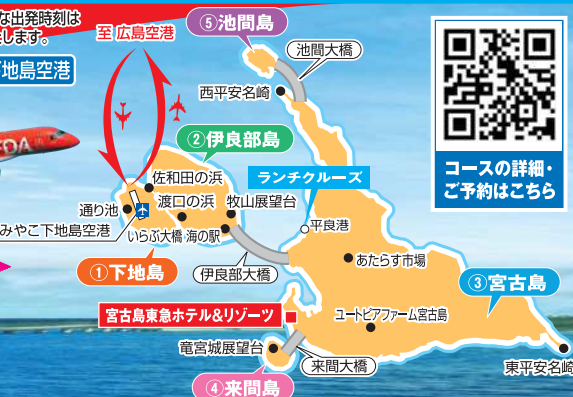 な出発時刻は
します。
地島空港
至 広島空港
⑤池間島
池間大橋
西平安名崎
FDA
②伊良部島
佐和田の浜
ランチクルーズ
渡口の浜
牧山展望台
通り池
みやこ下地島空港
いらぶ大橋 海の駅
平良港
①下地島
伊良部大橋
あたらす市場
③宮古島
宮古島東急ホテル&リゾーツ
ユートピアファーム宮古島
竜宮城展望台
来間大橋
東平安名崎
④来間島
コースの詳細・
ご予約はこちら